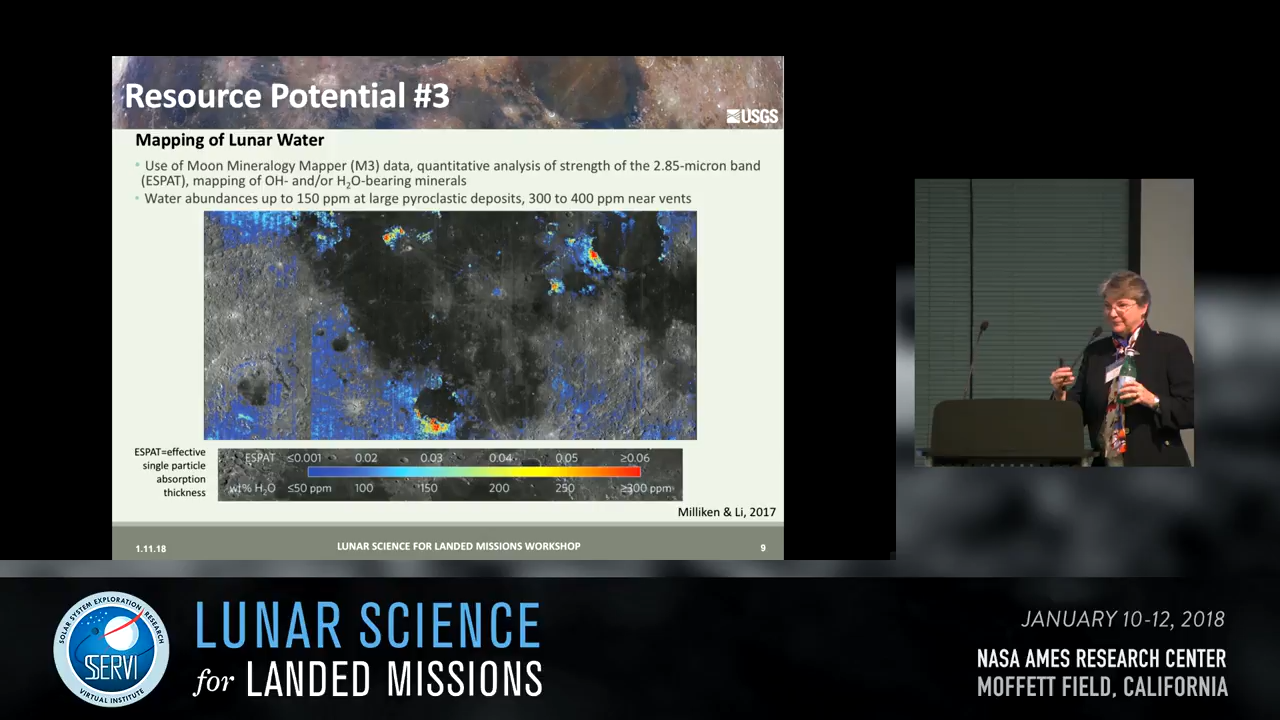 Resource Potential #3
USGS
Mapping of Lunar Water
• Use of Moon Mineralogy Mapper (M3) data, quantitative analysis of strength of the 2.85-micron band
(ESPAT), mapping of OH- and/or H₂O-bearing minerals
• Water abundances up to 150 ppm at large pyroclastic deposits, 300 to 400 ppm near vents
ESPAT=effective
single particle
absorption
thickness
ESPAT ≤0.001 0.02 0.03 0.04 0.05 ≥0.06
wt% H₂O ≤50 ppm 100 150 200 250 ≥300 ppm
Milliken & Li, 2017
1.11.18 LUNAR SCIENCE FOR LANDED MISSIONS WORKSHOP 9
SOLAR SYSTEM EXPLORATION RESEARCH
SSERVI
VIRTUAL INSTITUTE
LUNAR SCIENCE
for LANDED MISSIONS
JANUARY 10-12, 2018
NASA AMES RESEARCH CENTER
MOFFETT FIELD, CALIFORNIA